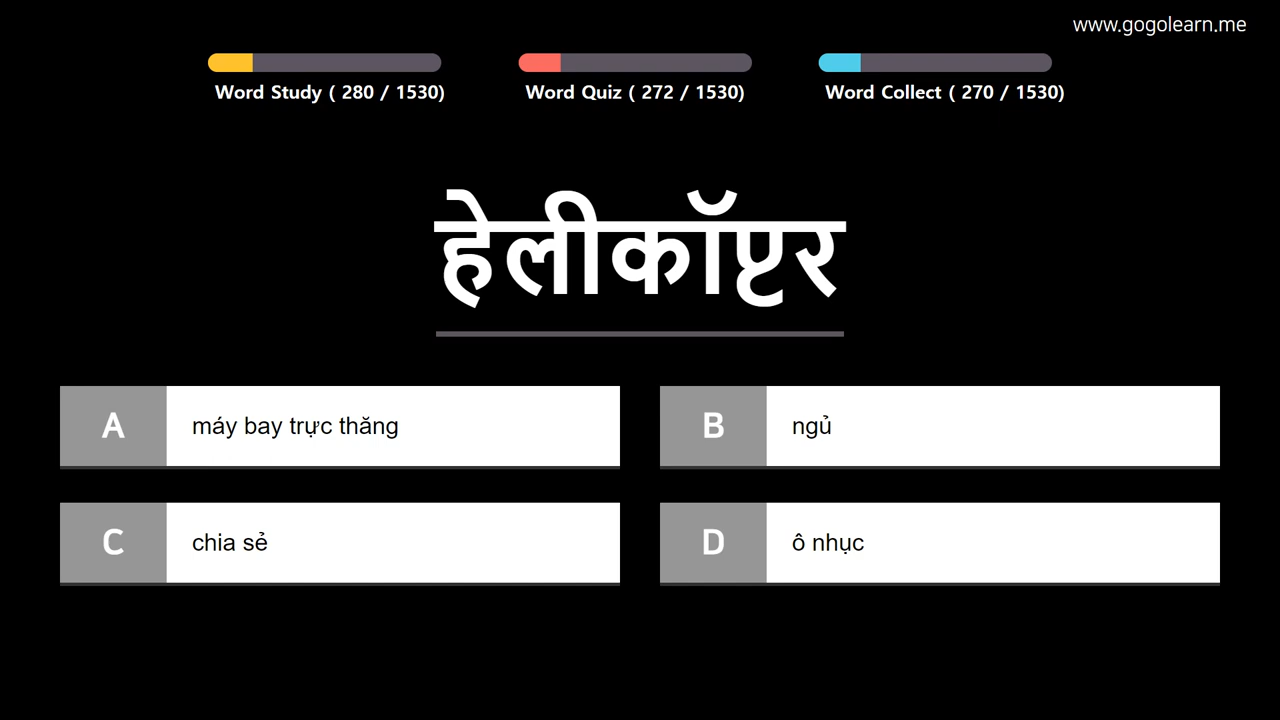 www.gogolearn.me
Word Study ( 280 / 1530)
Word Quiz ( 272 / 1530)
Word Collect ( 270 / 1530)
हेलीकॉप्टर
A máy bay trực thăng
B ngủ
C chia sẻ
D ô nhục